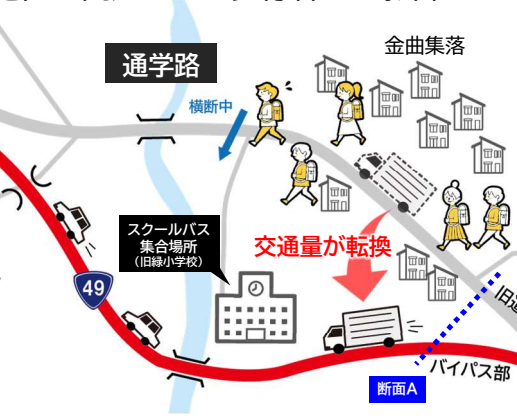 通学路
金曲集落
横断中
スクールバス
集合場所
（旧緑小学校）
交通量が転換
49
旧道
バイパス部
断面A